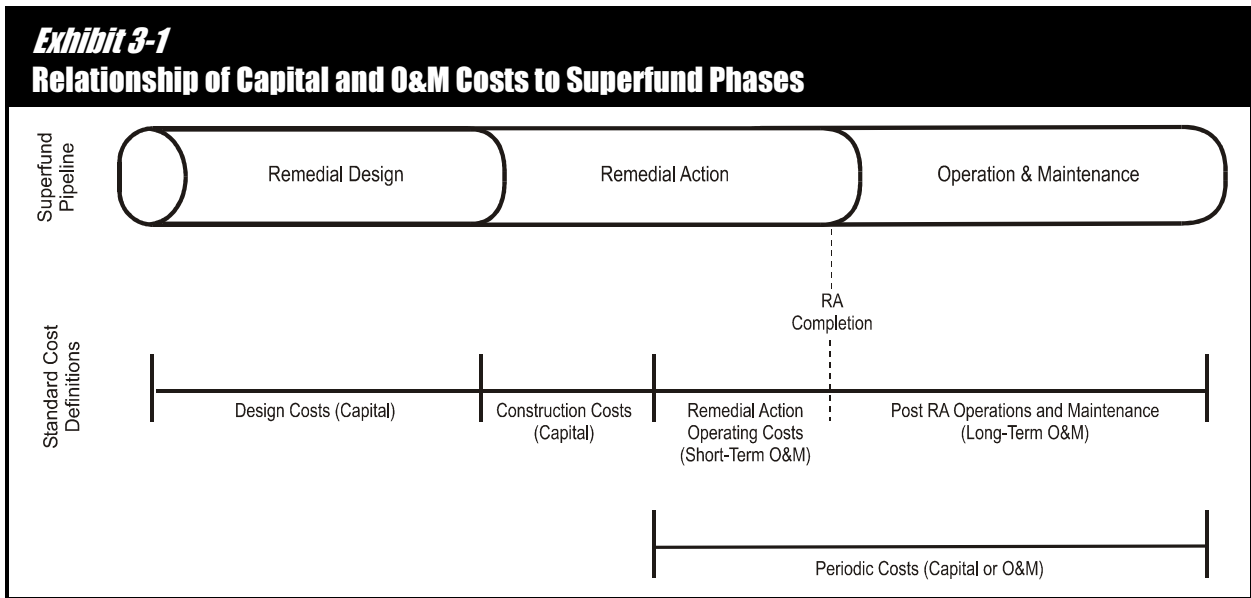 Exhibit 3-1
Relationship of Capital and O&M Costs to Superfund Phases
Superfund
Pipeline
Remedial Design
Remedial Action
Operation & Maintenance
RA
Completion
Standard Cost
Definitions
Design Costs (Capital)
Construction Costs
(Capital)
Remedial Action
Operating Costs
(Short-Term O&M)
Post RA Operations and Maintenance
(Long-Term O&M)
Periodic Costs (Capital or O&M)